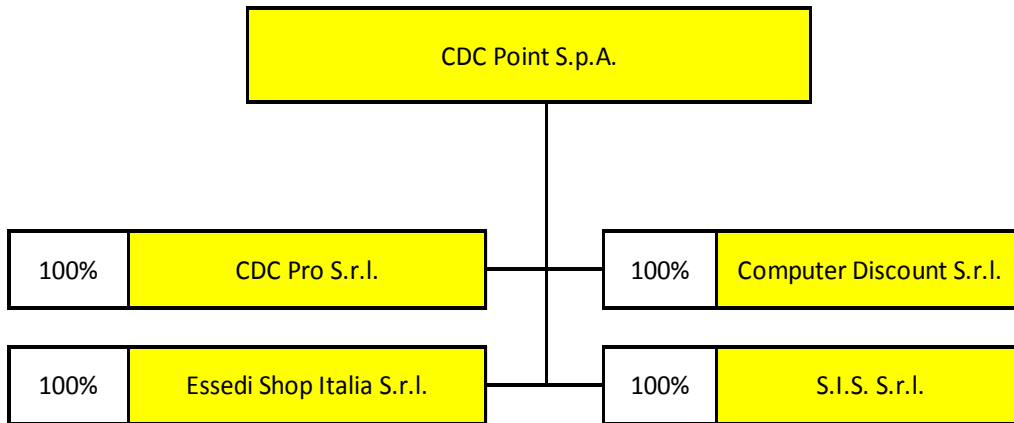 CDC Point S.p.A.
100% CDC Pro S.r.l. 100% Computer Discount S.r.l.
100% Essedi Shop Italia S.r.l. 100% S.I.S. S.r.l.